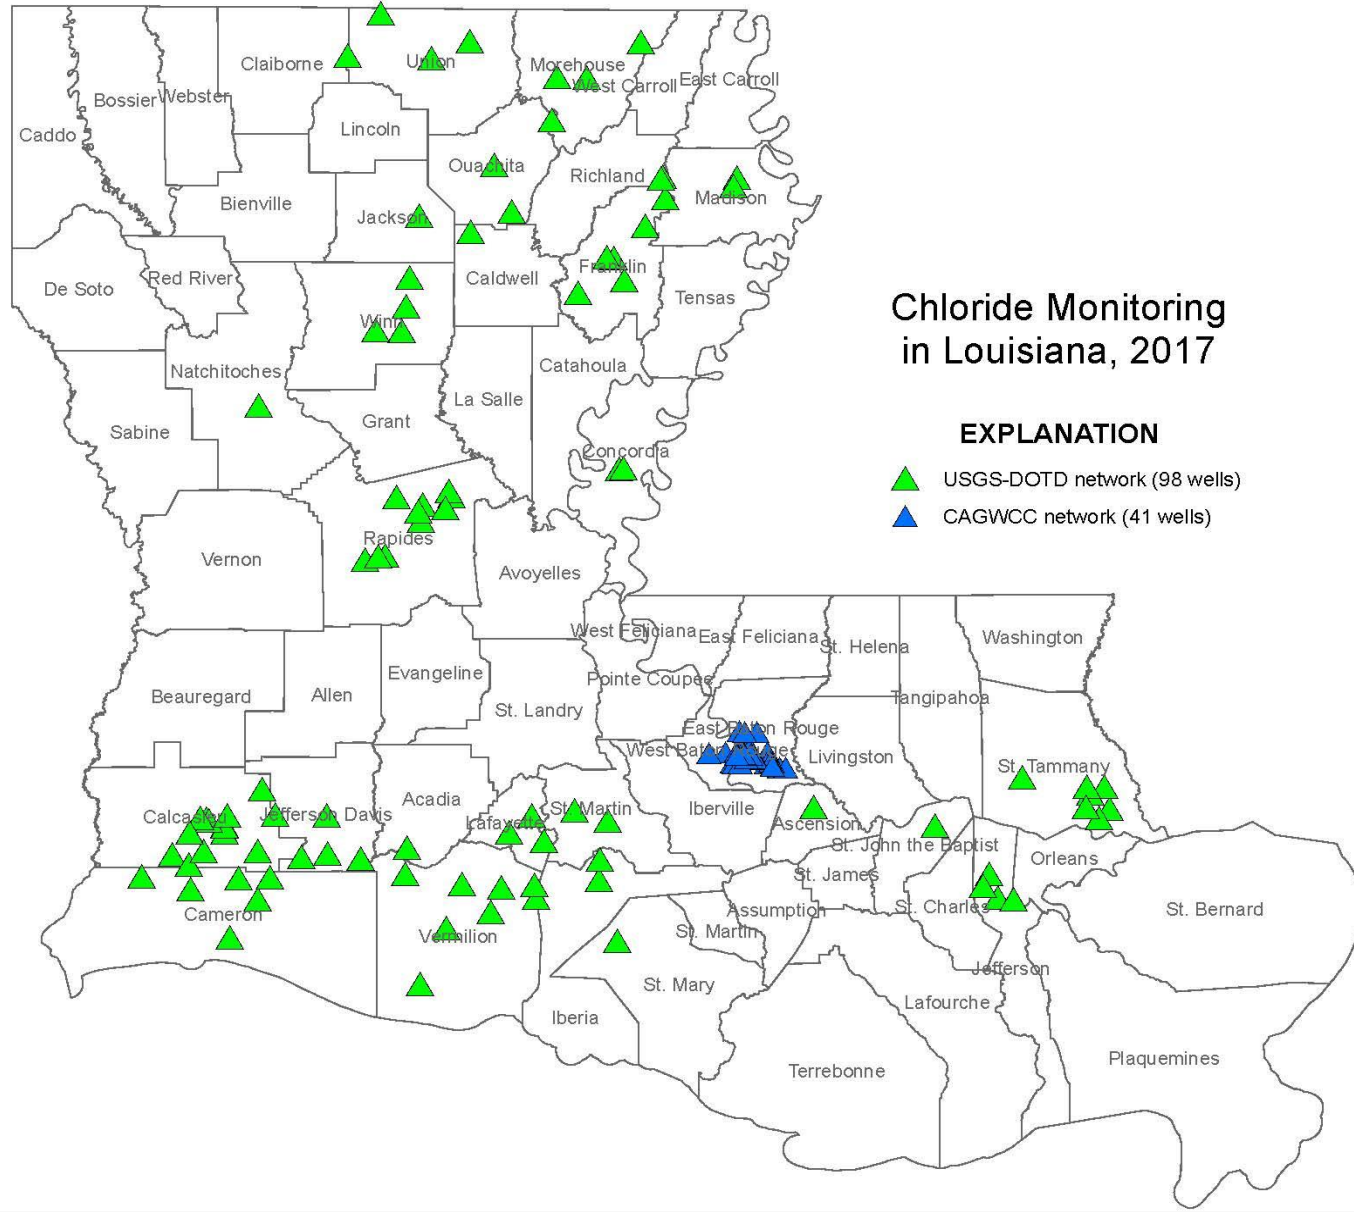 Claiborne
Union
Morehouse
West Carroll
East Carroll
Bossier
Webster
Caddo
Lincoln
Ouachita
Richland
Madison
Bienville
Jackson
De Soto
Red River
Caldwell
Franklin
Tensas
Winn
Natchitoches
Catahoula
La Salle
Grant
Sabine
Concordia
Chloride Monitoring
in Louisiana, 2017
EXPLANATION
USGS-DOTD network (98 wells)
CAGWCC network (41 wells)
Rapides
Vernon
Avoyelles
West Feliciana
East Feliciana
St. Helena
Washington
Evangeline
Pointe Coupee
Beauregard
Allen
Tangipahoa
St. Landry
East Baton Rouge
West Baton Rouge
Livingston
St. Tammany
Acadia
Calcasieu
Jefferson Davis
Lafayette
St. Martin
Iberville
Ascension
St. John the Baptist
Orleans
St. James
Cameron
Vermilion
Assumption
St. Charles
St. Bernard
St. Martin
Jefferson
St. Mary
Lafourche
Iberia
Plaquemines
Terrebonne